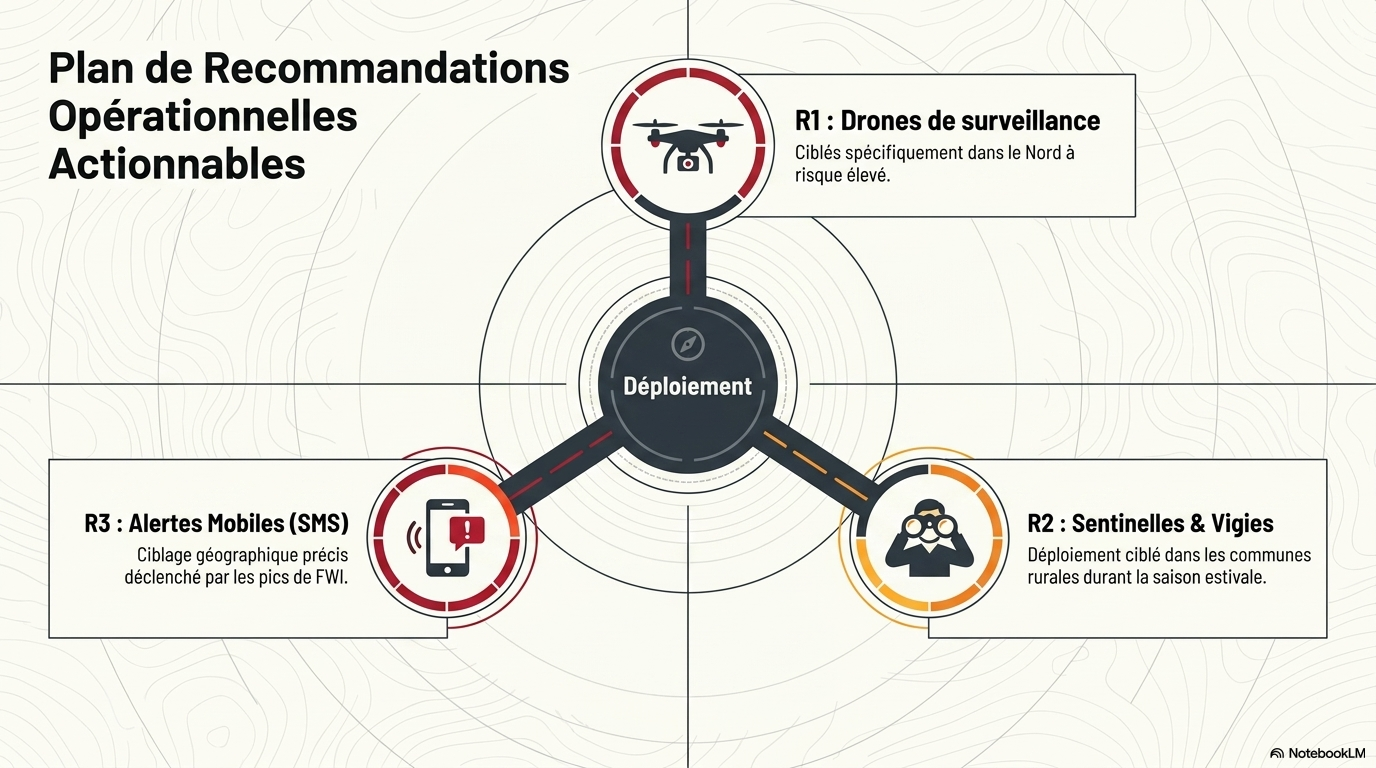 Plan de Recommandations
Opérationnelles
Actionnables
R1 : Drones de surveillance
Ciblés spécifiquement dans le Nord à
risque élevé.
Déploiement
R3 : Alertes Mobiles (SMS)
Ciblage géographique précis
déclenché par les pics de FWI.
R2 : Sentinelles & Vigies
Déploiement ciblé dans les communes
rurales durant la saison estivale.
NotebookLM